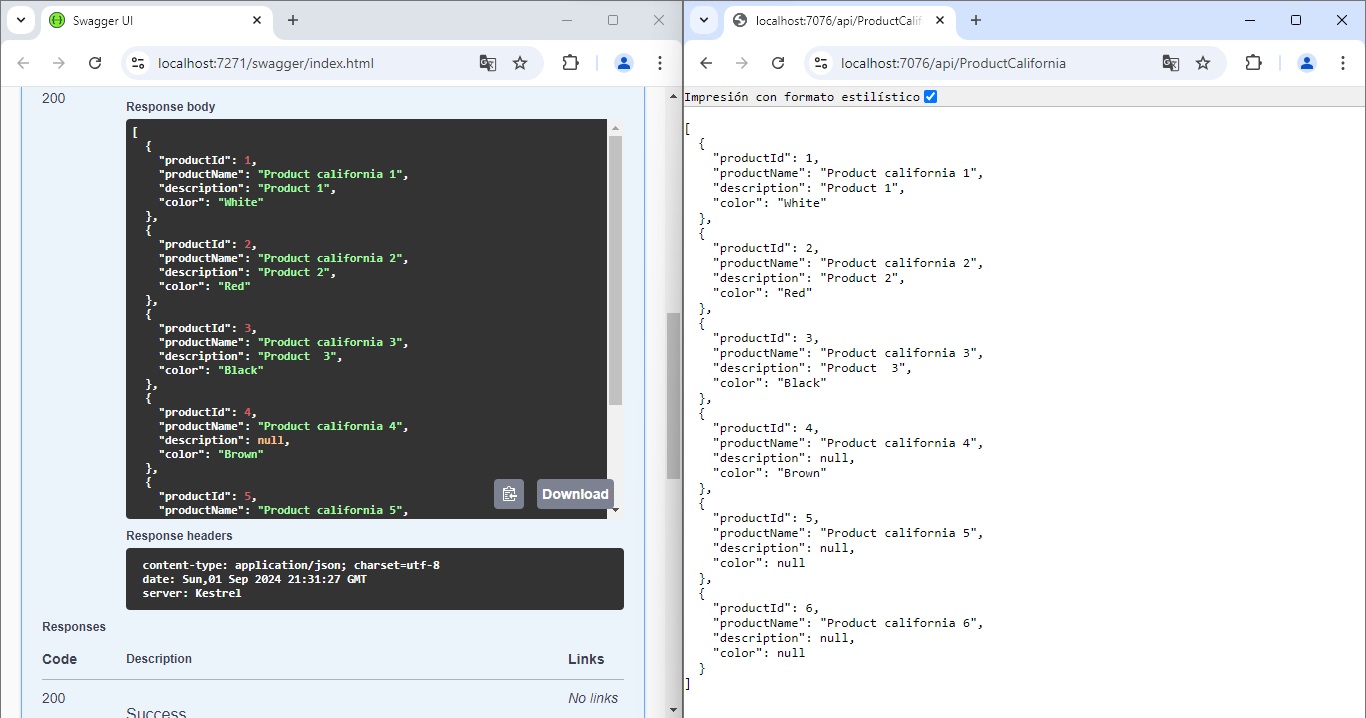 Swagger UI
localhost:7271/swagger/index.html
200
Response body
[
  {
    "productId": 1,
    "productName": "Product california 1",
    "description": "Product 1",
    "color": "White"
  },
  {
    "productId": 2,
    "productName": "Product california 2",
    "description": "Product 2",
    "color": "Red"
  },
  {
    "productId": 3,
    "productName": "Product california 3",
    "description": "Product  3",
    "color": "Black"
  },
  {
    "productId": 4,
    "productName": "Product california 4",
    "description": null,
    "color": "Brown"
  },
  {
    "productId": 5,
    "productName": "Product california 5",
Download
Response headers
content-type: application/json; charset=utf-8
date: Sun,01 Sep 2024 21:31:27 GMT
server: Kestrel
Responses
Code Description Links
200 No links
Success
localhost:7076/api/ProductCalif
localhost:7076/api/ProductCalifornia
Impresión con formato estilístico
[
  {
    "productId": 1,
    "productName": "Product california 1",
    "description": "Product 1",
    "color": "White"
  },
  {
    "productId": 2,
    "productName": "Product california 2",
    "description": "Product 2",
    "color": "Red"
  },
  {
    "productId": 3,
    "productName": "Product california 3",
    "description": "Product  3",
    "color": "Black"
  },
  {
    "productId": 4,
    "productName": "Product california 4",
    "description": null,
    "color": "Brown"
  },
  {
    "productId": 5,
    "productName": "Product california 5",
    "description": null,
    "color": null
  },
  {
    "productId": 6,
    "productName": "Product california 6",
    "description": null,
    "color": null
  }
]